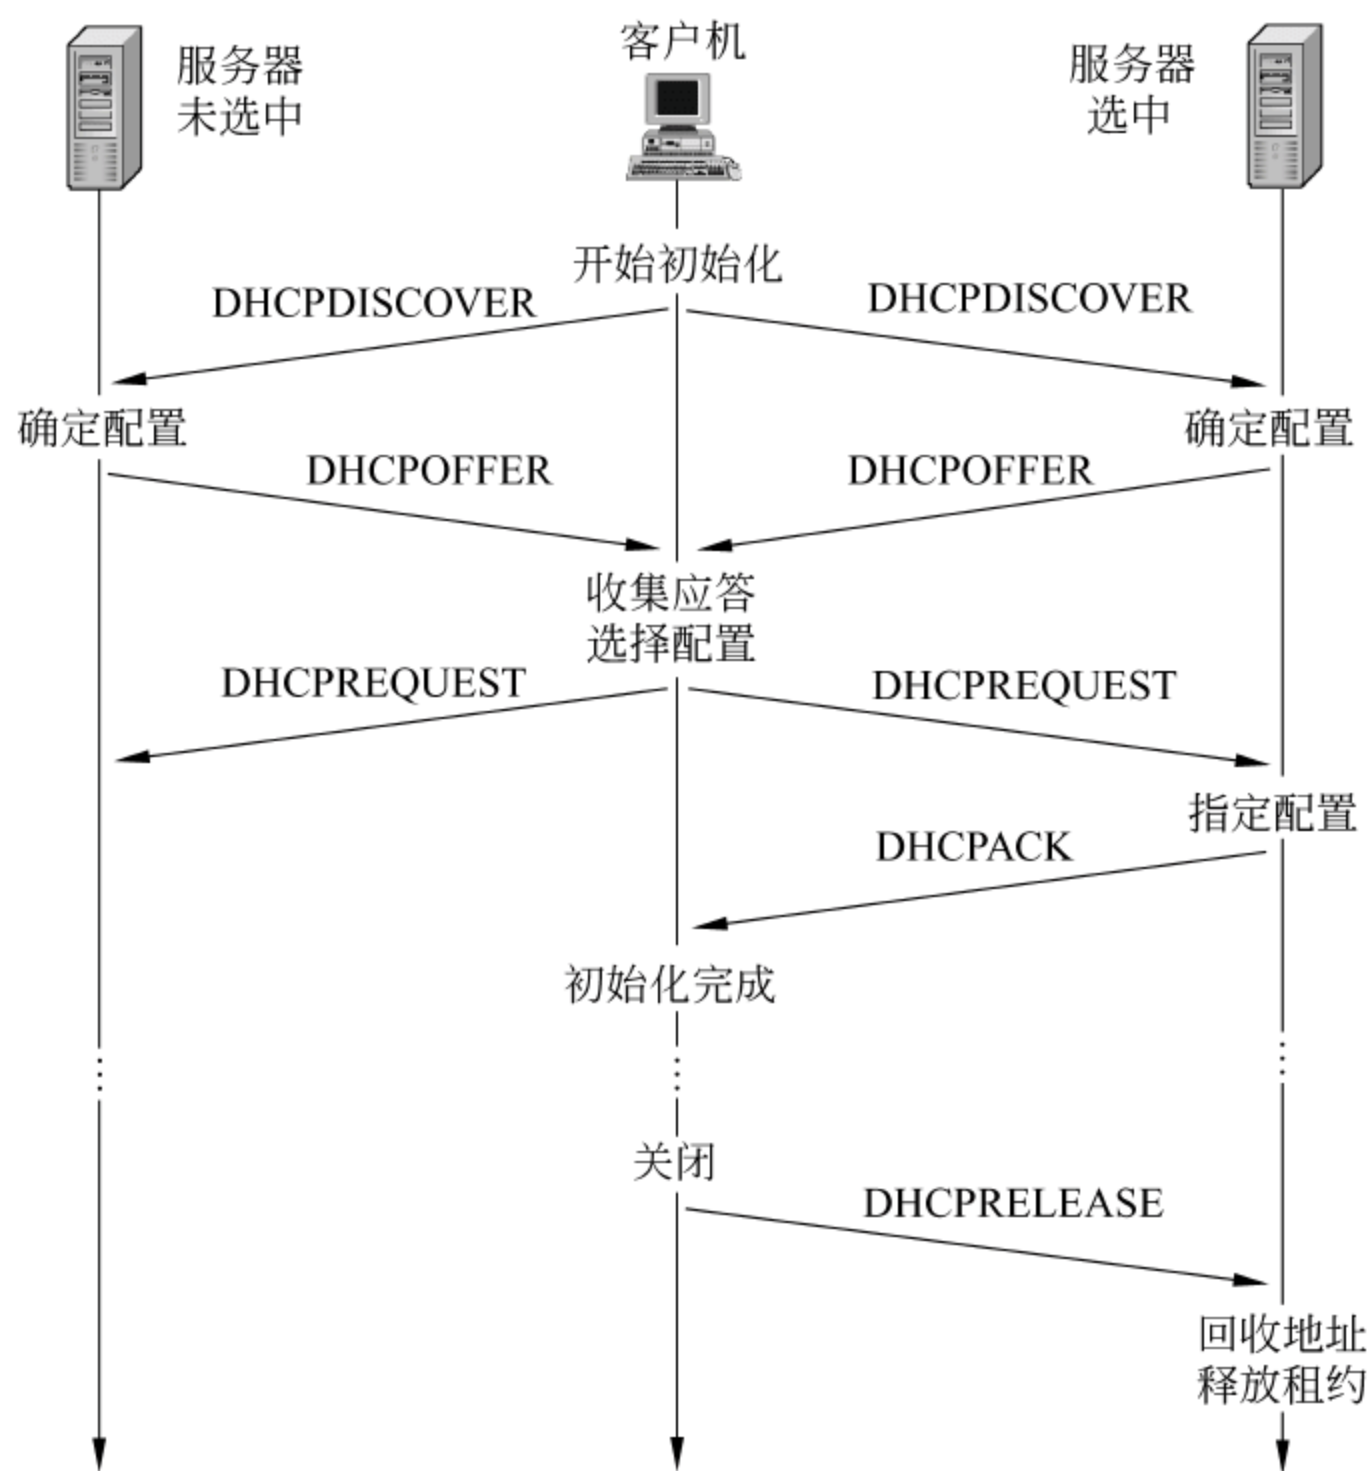 服务器
未选中
客户机
服务器
选中
开始初始化
DHCPDISCOVER
DHCPDISCOVER
确定配置
确定配置
DHCPOFFER
DHCPOFFER
收集应答
选择配置
DHCPREQUEST
DHCPREQUEST
指定配置
DHCPACK
初始化完成
⋮
⋮
⋮
关闭
DHCPRELEASE
回收地址
释放租约